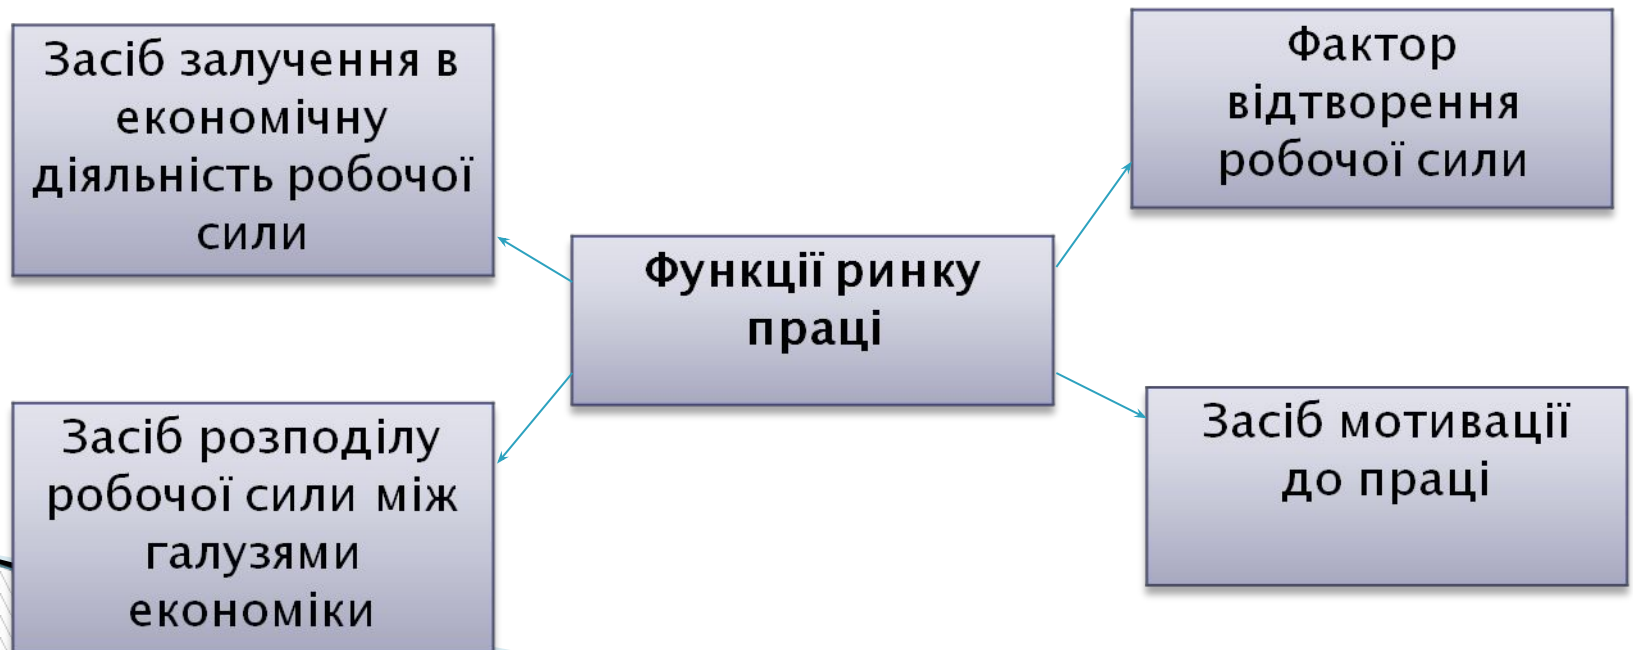 Засіб залучення в
економічну
діяльність робочої
сили
Фактор
відтворення
робочої сили
Функції ринку
праці
Засіб розподілу
робочої сили між
галузями
економіки
Засіб мотивації
до праці